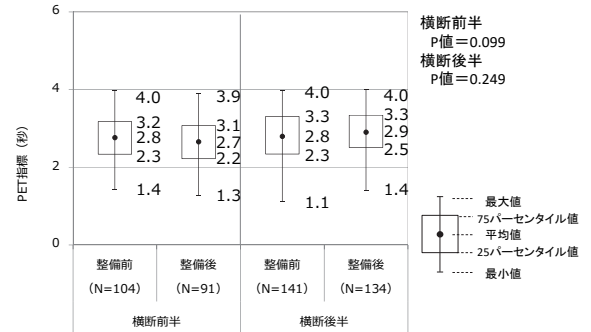 横断前半
P値＝0.099
横断後半
P値＝0.249
PET指標（秒）
6
4
2
0
4.0
3.2
2.8
2.3
1.4
3.9
3.1
2.7
2.2
1.3
4.0
3.3
2.8
2.3
1.1
4.0
3.3
2.9
2.5
1.4
最大値
75パーセンタイル値
平均値
25パーセンタイル値
最小値
整備前 整備後 整備前 整備後
（N=104） （N=91） （N=141） （N=134）
横断前半 横断後半